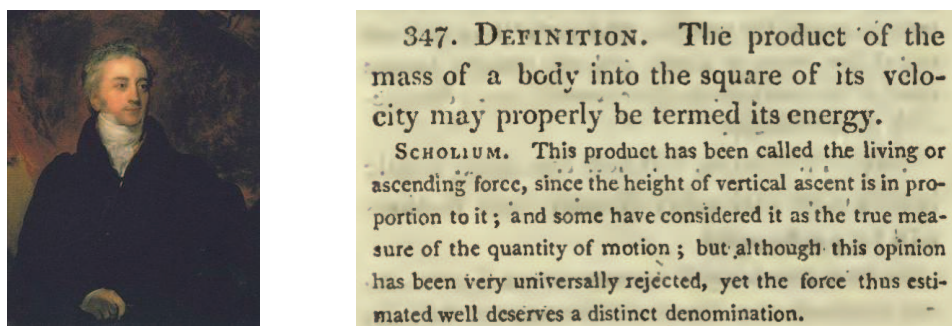 347. DEFINITION. The product of the
mass of a body into the square of its velo-
city may properly be termed its energy.
SCHOLIUM. This product has been called the living or
ascending force, since the height of vertical ascent is in pro-
portion to it; and some have considered it as the true mea-
sure of the quantity of motion; but although this opinion
has been very universally rejected, yet the force thus esti-
mated well deserves a distinct denomination.